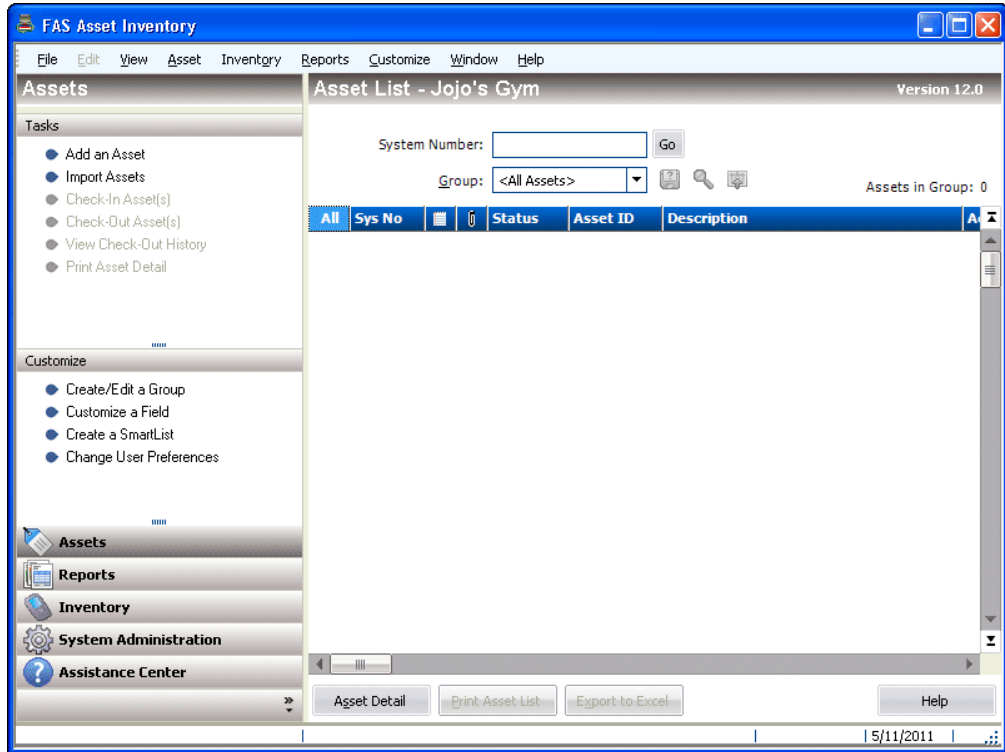 FAS Asset Inventory
File Edit View Asset Inventory Reports Customize Window Help
Assets
Asset List - Jojo's Gym
Version 12.0
Tasks
Add an Asset
Import Assets
Check-In Asset(s)
Check-Out Asset(s)
View Check-Out History
Print Asset Detail
Customize
Create/Edit a Group
Customize a Field
Create a SmartList
Change User Preferences
Assets
Reports
Inventory
System Administration
Assistance Center
System Number:
Go
Group: <All Assets>
Assets in Group: 0
All Sys No Status Asset ID Description
Asset Detail Print Asset List Export to Excel Help
5/11/2011